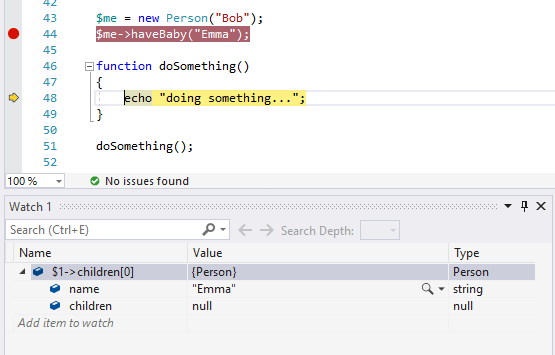 42
43 $me = new Person("Bob");
44 $me->haveBaby("Emma");
45
46 function doSomething()
47 {
48 echo "doing something...";
49 }
50
51 doSomething();
52
100 % No issues found
Watch 1
Search (Ctrl+E) Search Depth:
Name Value Type
$1->children[0] {Person} Person
name "Emma" string
children null null
Add item to watch